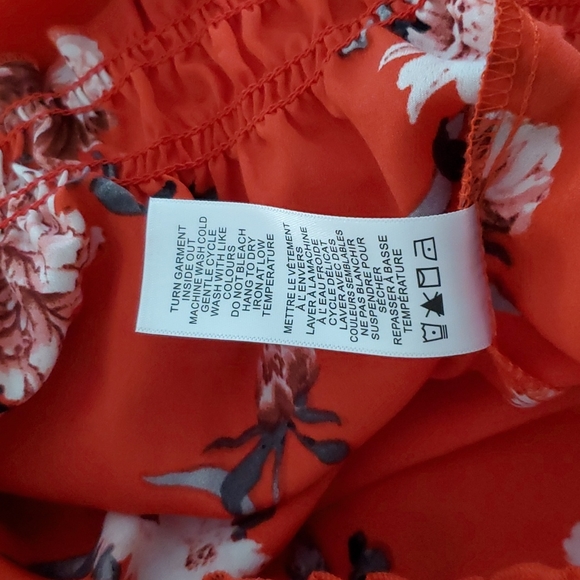 TURN GARMENT
INSIDE OUT
MACHINE WASH COLD
GENTLE CYCLE
WASH WITH LIKE
COLOURS
DO NOT BLEACH
HANG TO DRY
IRON AT LOW
TEMPERATURE
METTRE LE VÊTEMENT
À L'ENVERS
LAVER À LA MACHINE
À L'EAU FROIDE
CYCLE DÉLICAT
LAVER AVEC DES
COULEURS SEMBLABLES
NE PAS BLANCHIR
SUSPENDRE POUR
SÉCHER
REPASSER À BASSE
TEMPÉRATURE